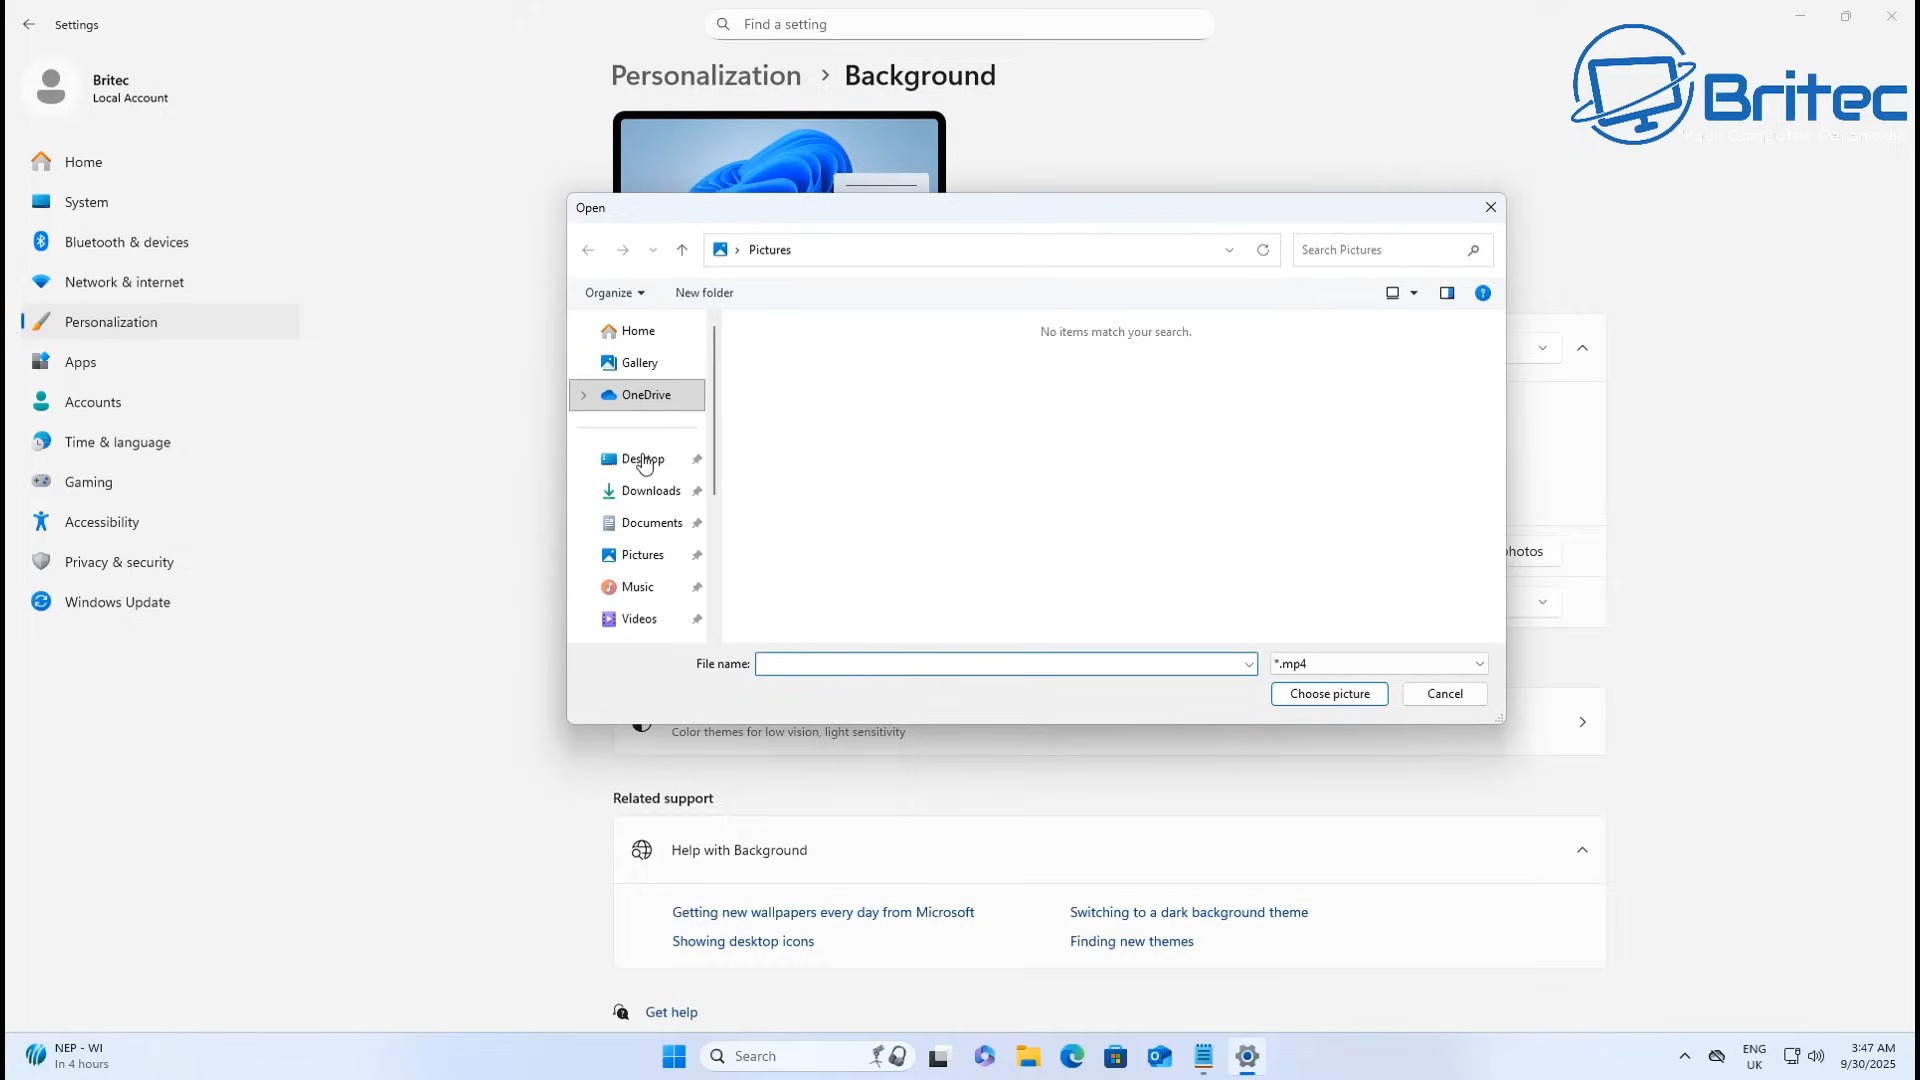 Settings
Find a setting
Britec
Local Account
Britec
Personalization > Background
Home
System
Bluetooth & devices
Network & internet
Personalization
Apps
Accounts
Time & language
Gaming
Accessibility
Privacy & security
Windows Update
Open
Pictures
Search Pictures
Organize
New folder
No items match your search.
Home
Gallery
OneDrive
Desktop
Downloads
Documents
Pictures
Music
Videos
File name:
*.mp4
Choose picture
Cancel
photos
Color themes for low vision, light sensitivity
Related support
Help with Background
Getting new wallpapers every day from Microsoft
Switching to a dark background theme
Showing desktop icons
Finding new themes
Get help
NEP - WI
In 4 hours
Search
ENG
UK
3:47 AM
9/30/2025